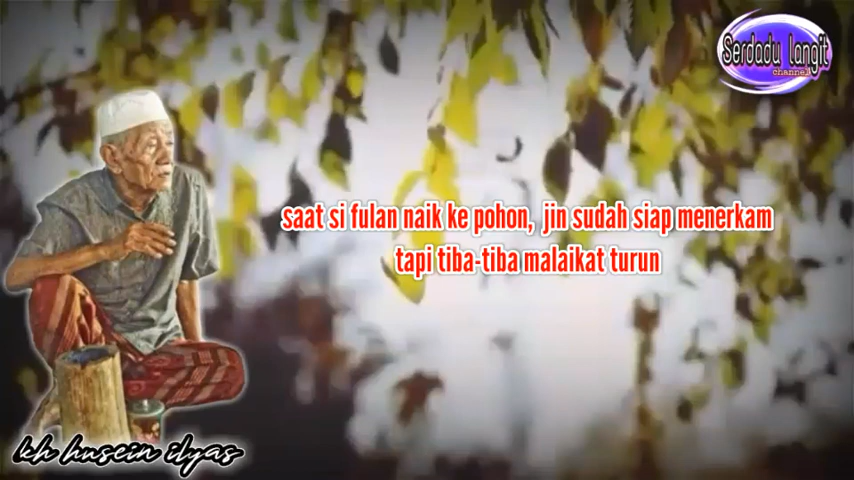 Serdadu langit
channel
saat si fulan naik ke pohon, jin sudah siap menerkam
tapi tiba-tiba malaikat turun
kh husein ilyas